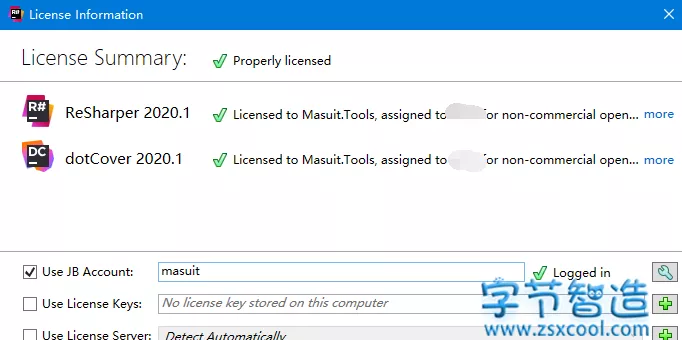 R# License Information
License Summary: Properly licensed
R# ReSharper 2020.1 Licensed to Masuit.Tools, assigned to for non-commercial open... more
DC dotCover 2020.1 Licensed to Masuit.Tools, assigned to for non-commercial open... more
Use JB Account: masuit Logged in
Use License Keys: No license key stored on this computer
Use License Server: Detect Automatically
字节智造
www.zsxcool.com